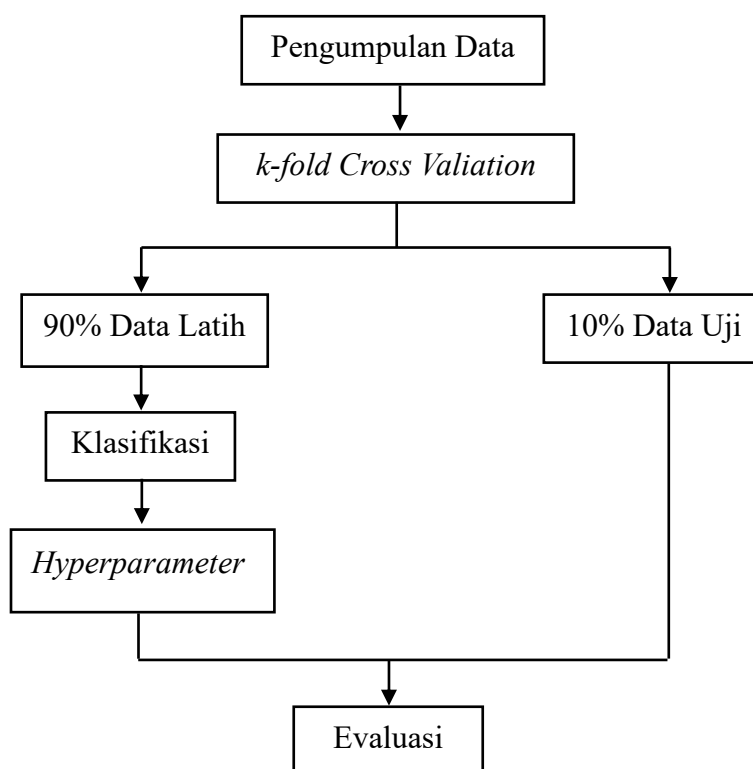 Pengumpulan Data
k-fold Cross Valiation
90% Data Latih
10% Data Uji
Klasifikasi
Hyperparameter
Evaluasi